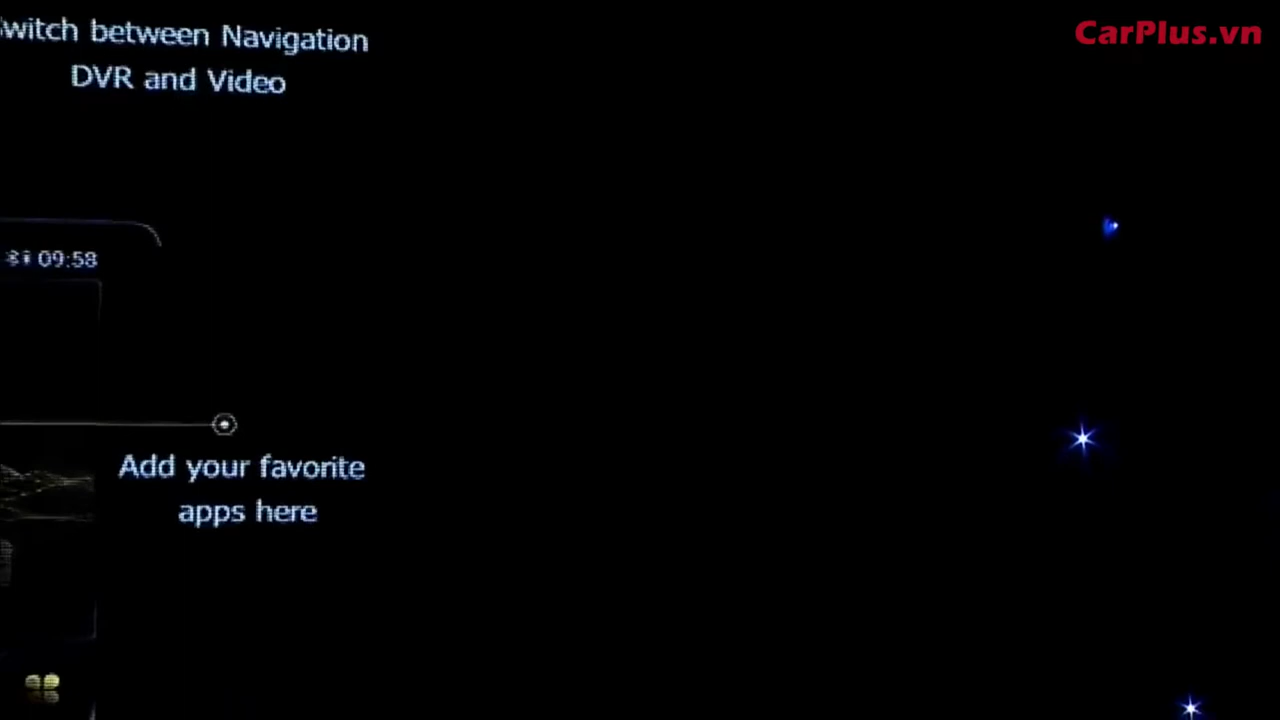 CarPlus.vn
witch between Navigation
DVR and Video
09:58
Add your favorite
apps here